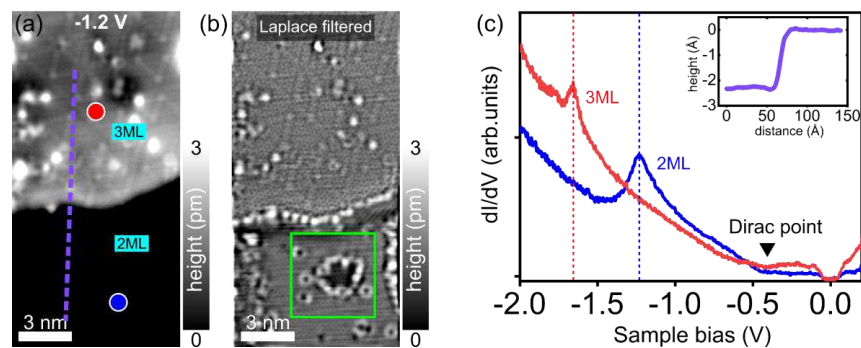 (a)
-1.2 V
3ML
2ML
3 nm
3
height (pm)
0
(b)
Laplace filtered
3 nm
3
height (pm)
0
(c)
dI/dV (arb.units)
3ML
2ML
Dirac point
-2.0 -1.5 -1.0 -0.5 0.0
Sample bias (V)
height (Å)
0
-1
-2
-3
0 50 100 150
distance (Å)